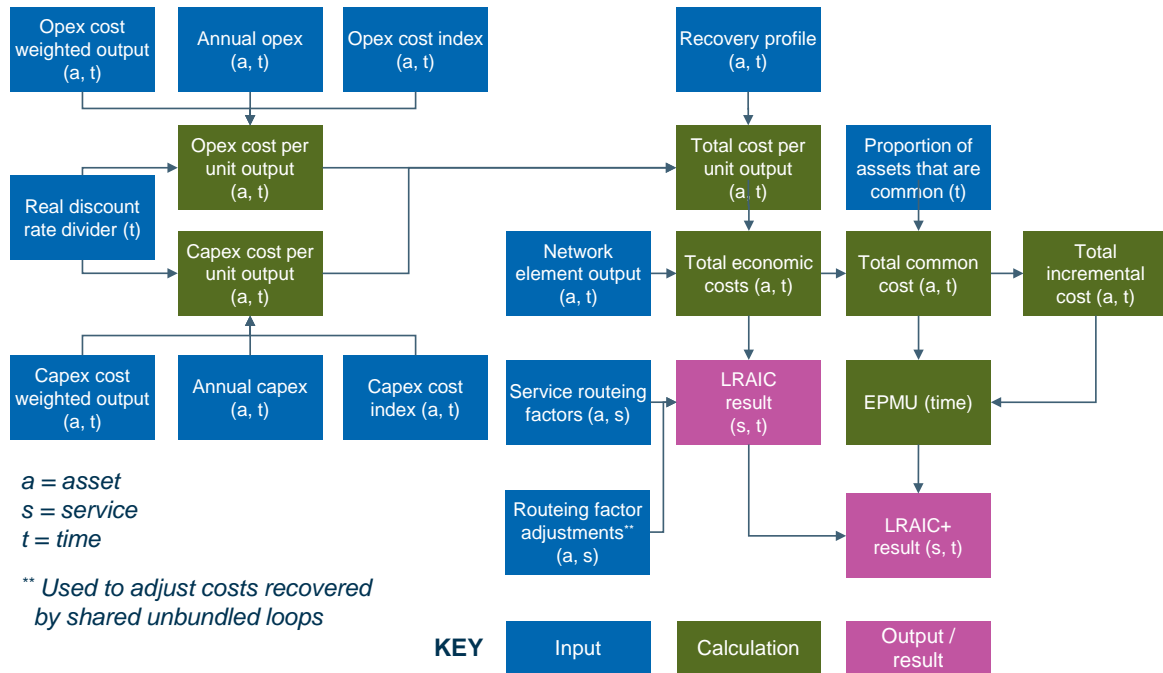 Opex cost
weighted output
(a, t)
Annual opex
(a, t)
Opex cost index
(a, t)
Recovery profile
(a, t)
Opex cost per
unit output
(a, t)
Total cost per
unit output
(a, t)
Proportion of
assets that are
common (t)
Real discount
rate divider (t)
Capex cost per
unit output
(a, t)
Network
element output
(a, t)
Total economic
costs (a, t)
Total common
cost (a, t)
Total
incremental
cost (a, t)
Capex cost
weighted output
(a, t)
Annual capex
(a, t)
Capex cost
index (a, t)
Service routeing
factors (a, s)
LRAIC
result
(s, t)
EPMU (time)
a = asset
s = service
t = time
Routeing factor
adjustments**
(a, s)
LRAIC+
result (s, t)
** Used to adjust costs recovered
by shared unbundled loops
KEY
Input
Calculation
Output /
result